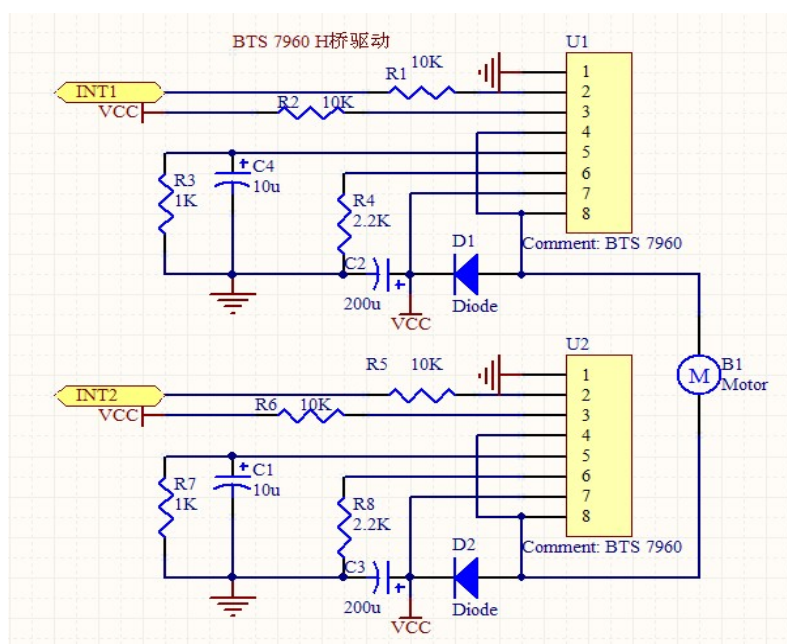 BTS 7960 H桥驱动
U1
INT1
R1
10K
1
2
VCC
R2
10K
3
4
5
6
7
8
R3
1K
C4
10u
R4
2.2K
C2
200u
D1
Diode
VCC
Comment: BTS 7960
B1
Motor
M
U2
INT2
R5
10K
1
2
VCC
R6
10K
3
4
5
6
7
8
R7
1K
C1
10u
R8
2.2K
C3
200u
D2
Diode
VCC
Comment: BTS 7960